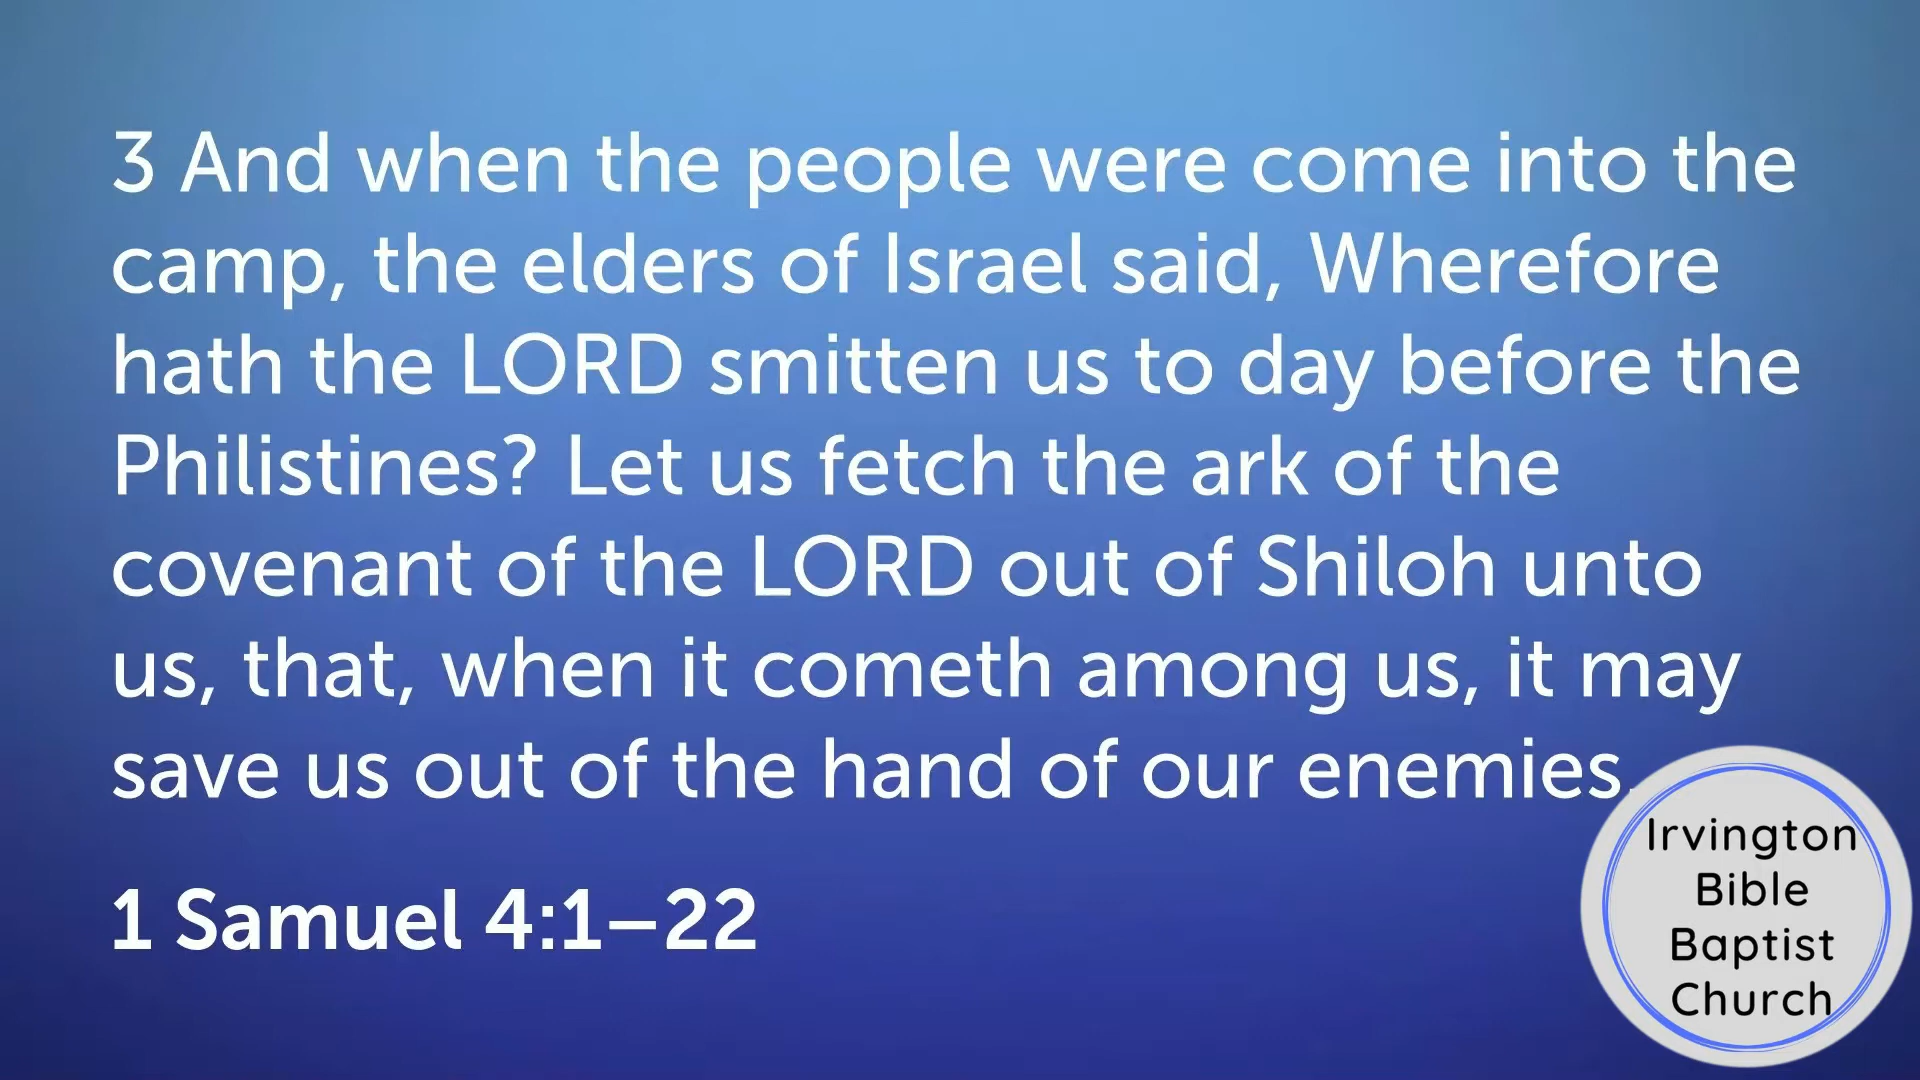 3 And when the people were come into the
camp, the elders of Israel said, Wherefore
hath the LORD smitten us to day before the
Philistines? Let us fetch the ark of the
covenant of the LORD out of Shiloh unto
us, that, when it cometh among us, it may
save us out of the hand of our enemies.
1 Samuel 4:1–22
Irvington
Bible
Baptist
Church